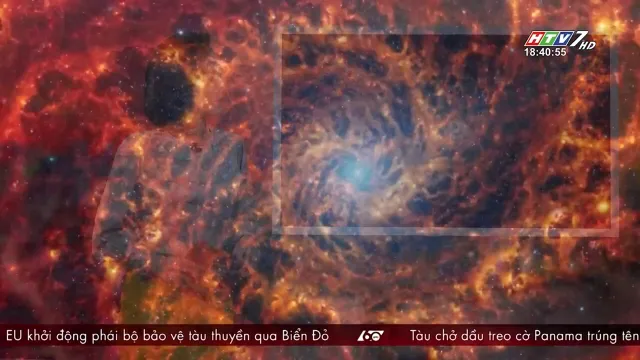 HTV7 HD
18:40:55
EU khởi động phái bộ bảo vệ tàu thuyền qua Biển Đỏ 60 Tàu chở dầu treo cờ Panama trúng tên